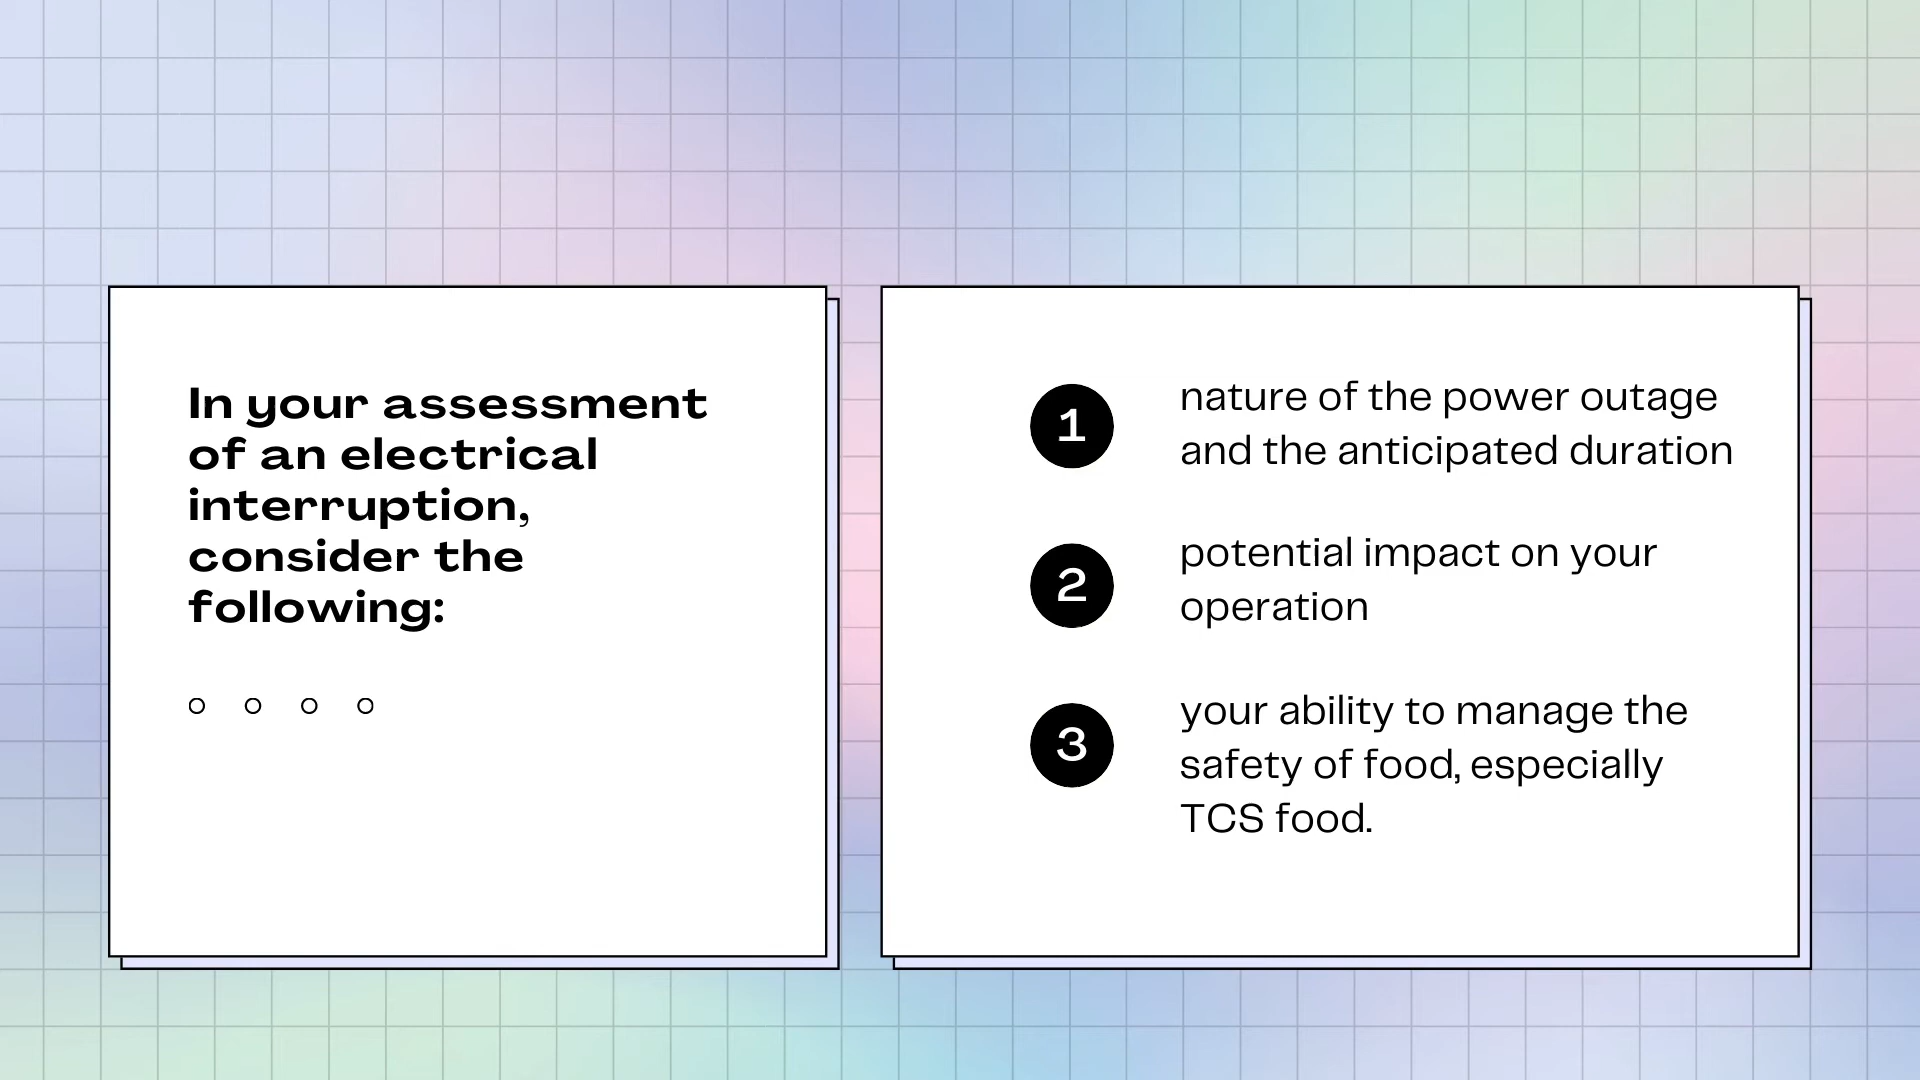 In your assessment
of an electrical
interruption,
consider the
following:
1
nature of the power outage
and the anticipated duration
2
potential impact on your
operation
3
your ability to manage the
safety of food, especially
TCS food.